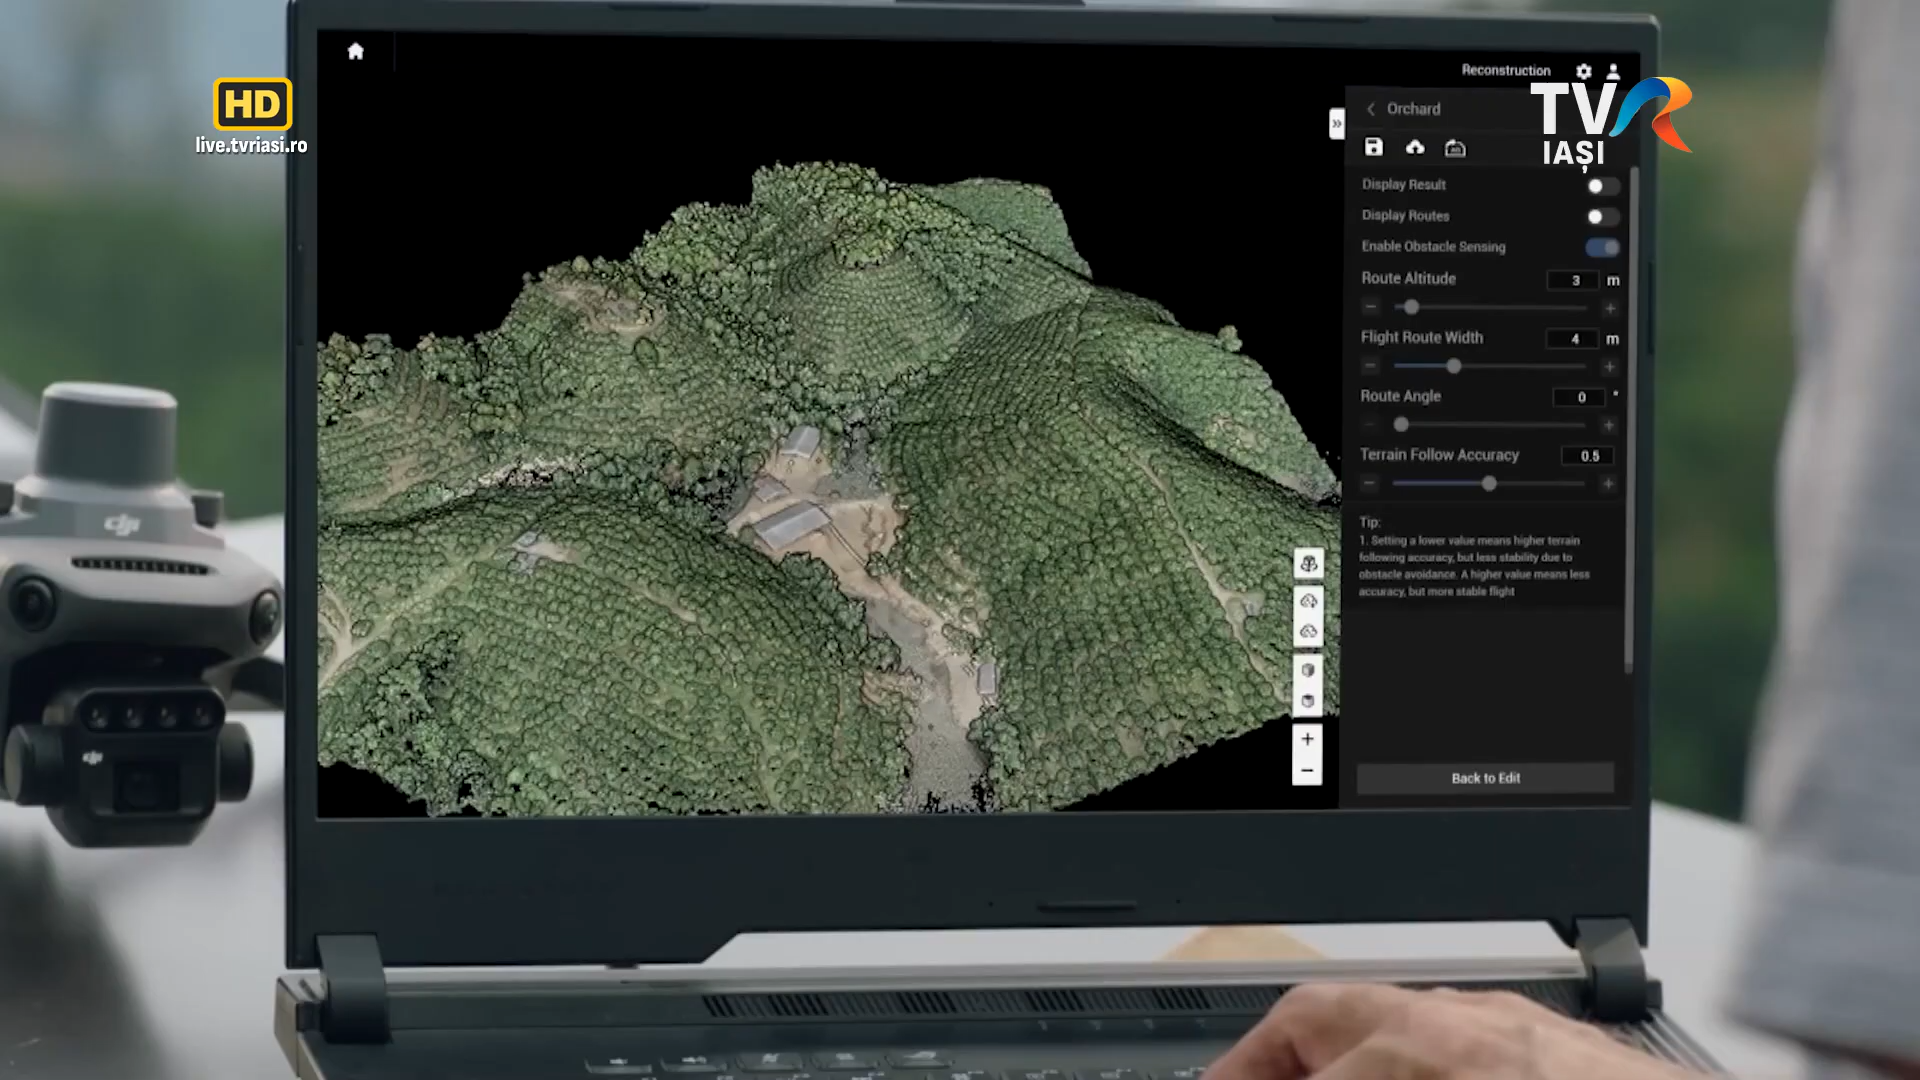 HD
live.tvriasi.ro
Reconstruction
TVR
IAȘI
Orchard
Display Result
Display Routes
Enable Obstacle Sensing
Route Altitude 3 m
Flight Route Width 4 m
Route Angle 0 °
Terrain Follow Accuracy 0.5
Tip:
1. Setting a lower value means higher terrain
following accuracy, but less stability due to
obstacle avoidance. A higher value means less
accuracy, but more stable flight
Back to Edit
dji
dji